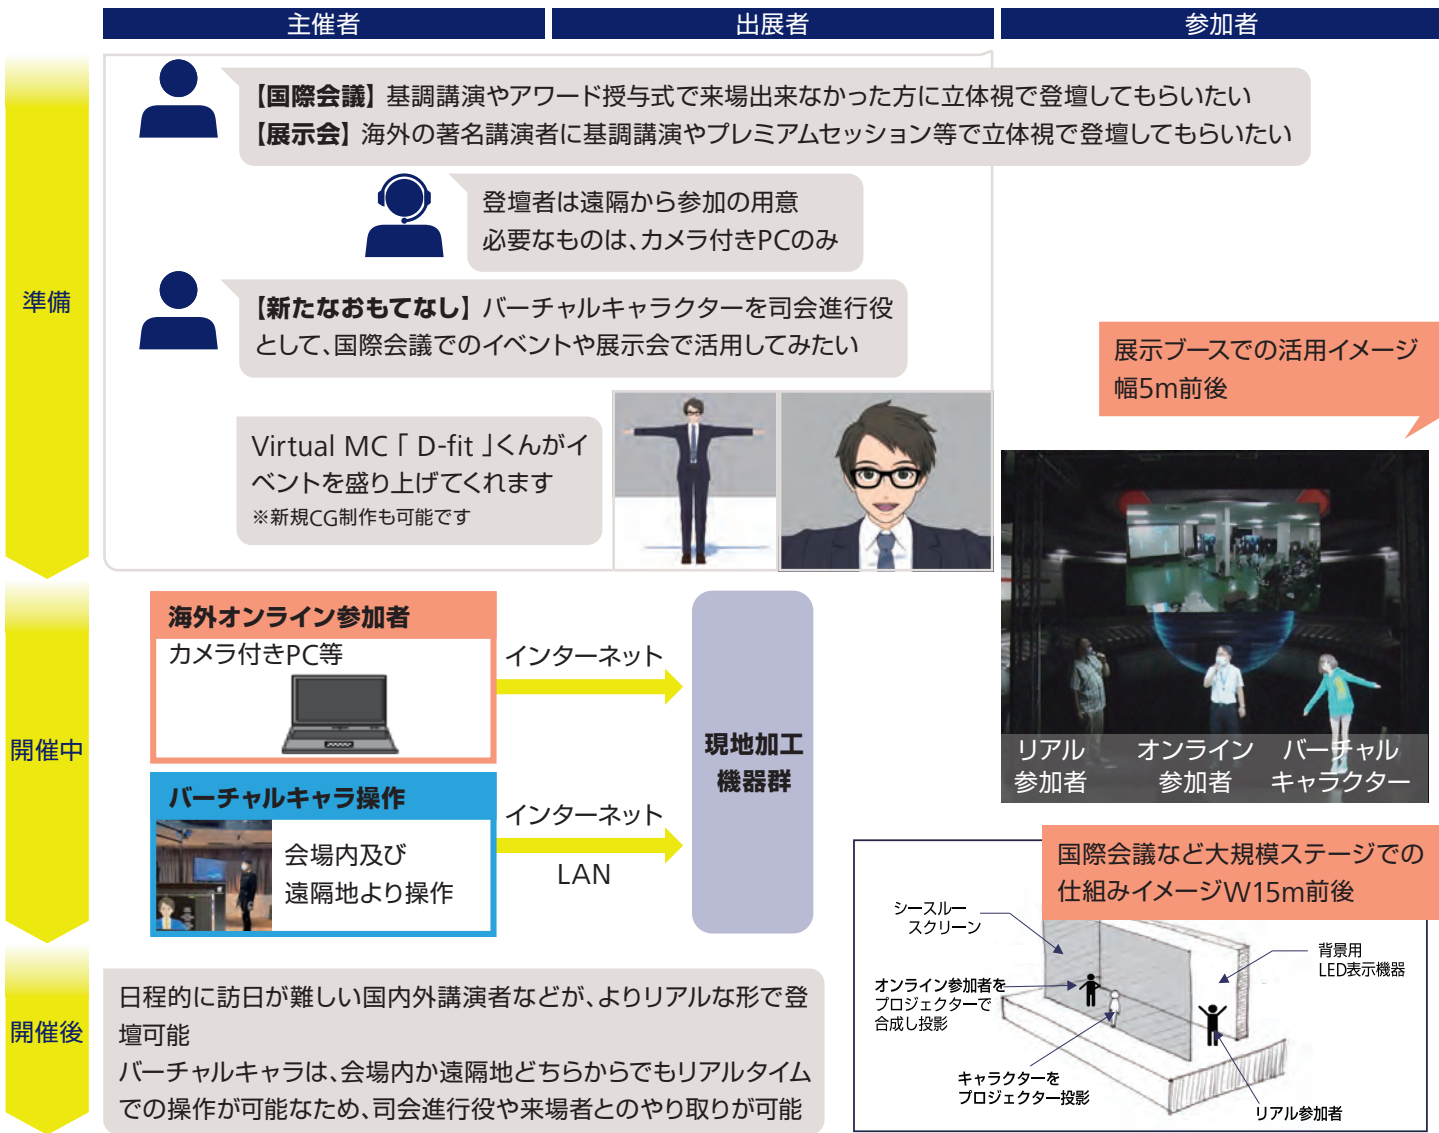 主催者
出展者
参加者
準備
【国際会議】基調講演やアワード授与式で来場出来なかった方に立体視で登壇してもらいたい
【展示会】海外の著名講演者に基調講演やプレミアムセッション等で立体視で登壇してもらいたい
登壇者は遠隔から参加の用意
必要なものは、カメラ付きPCのみ
【新たなおもてなし】バーチャルキャラクターを司会進行役
として、国際会議でのイベントや展示会で活用してみたい
Virtual MC「 D-fit 」くんがイ
ベントを盛り上げてくれます
※新規CG制作も可能です
展示ブースでの活用イメージ
幅5m前後
リアル
参加者
オンライン
参加者
バーチャル
キャラクター
開催中
海外オンライン参加者
カメラ付きPC等
インターネット
バーチャルキャラ操作
会場内及び
遠隔地より操作
インターネット
LAN
現地加工
機器群
国際会議など大規模ステージでの
仕組みイメージW15m前後
シースルー
スクリーン
背景用
LED表示機器
オンライン参加者を
プロジェクターで
合成し投影
キャラクターを
プロジェクター投影
リアル参加者
開催後
日程的に訪日が難しい国内外講演者などが、よりリアルな形で登
壇可能
バーチャルキャラは、会場内か遠隔地どちらからでもリアルタイム
での操作が可能なため、司会進行役や来場者とのやり取りが可能